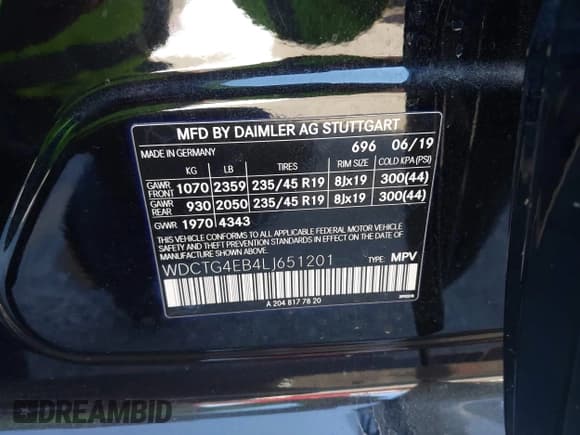 MFD BY DAIMLER AG STUTTGART
MADE IN GERMANY 696 06/19
KG LB TIRES RIM SIZE COLD KPA (PSI)
GAWR FRONT 1070 2359 235/45 R19 8Jx19 300(44)
GAWR REAR 930 2050 235/45 R19 8Jx19 300(44)
GWR 1970 4343
THIS VEHICLE CONFORMS TO ALL APPLICABLE FEDERAL MOTOR VEHICLE
SAFETY AND THEFT PREVENTION STANDARDS IN EFFECT ON THE DATE
OF MANUFACTURE SHOWN ABOVE.
WDCTG4EB4LJ651201 TYPE: MPV
A 204 817 78 20
DREAMBID